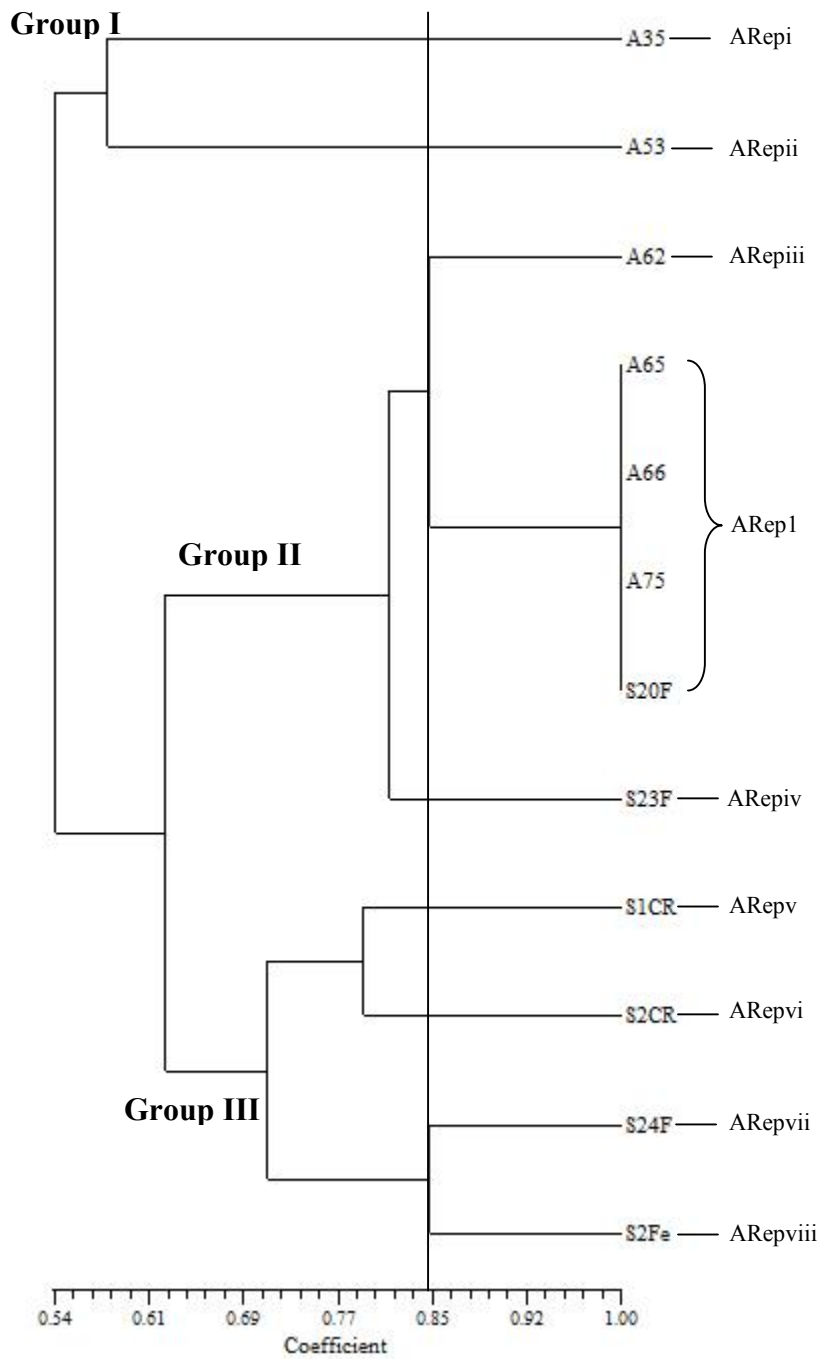 Group I
A35 ARepi
A53 ARepii
A62 ARepiii
A65
A66
ARep1
Group II
A75
S20F
S23F ARepiv
S1CR ARepv
S2CR ARepvi
Group III
S24F ARepvii
S2Fe ARepviii
0.54 0.61 0.69 0.77 0.85 0.92 1.00
Coefficient